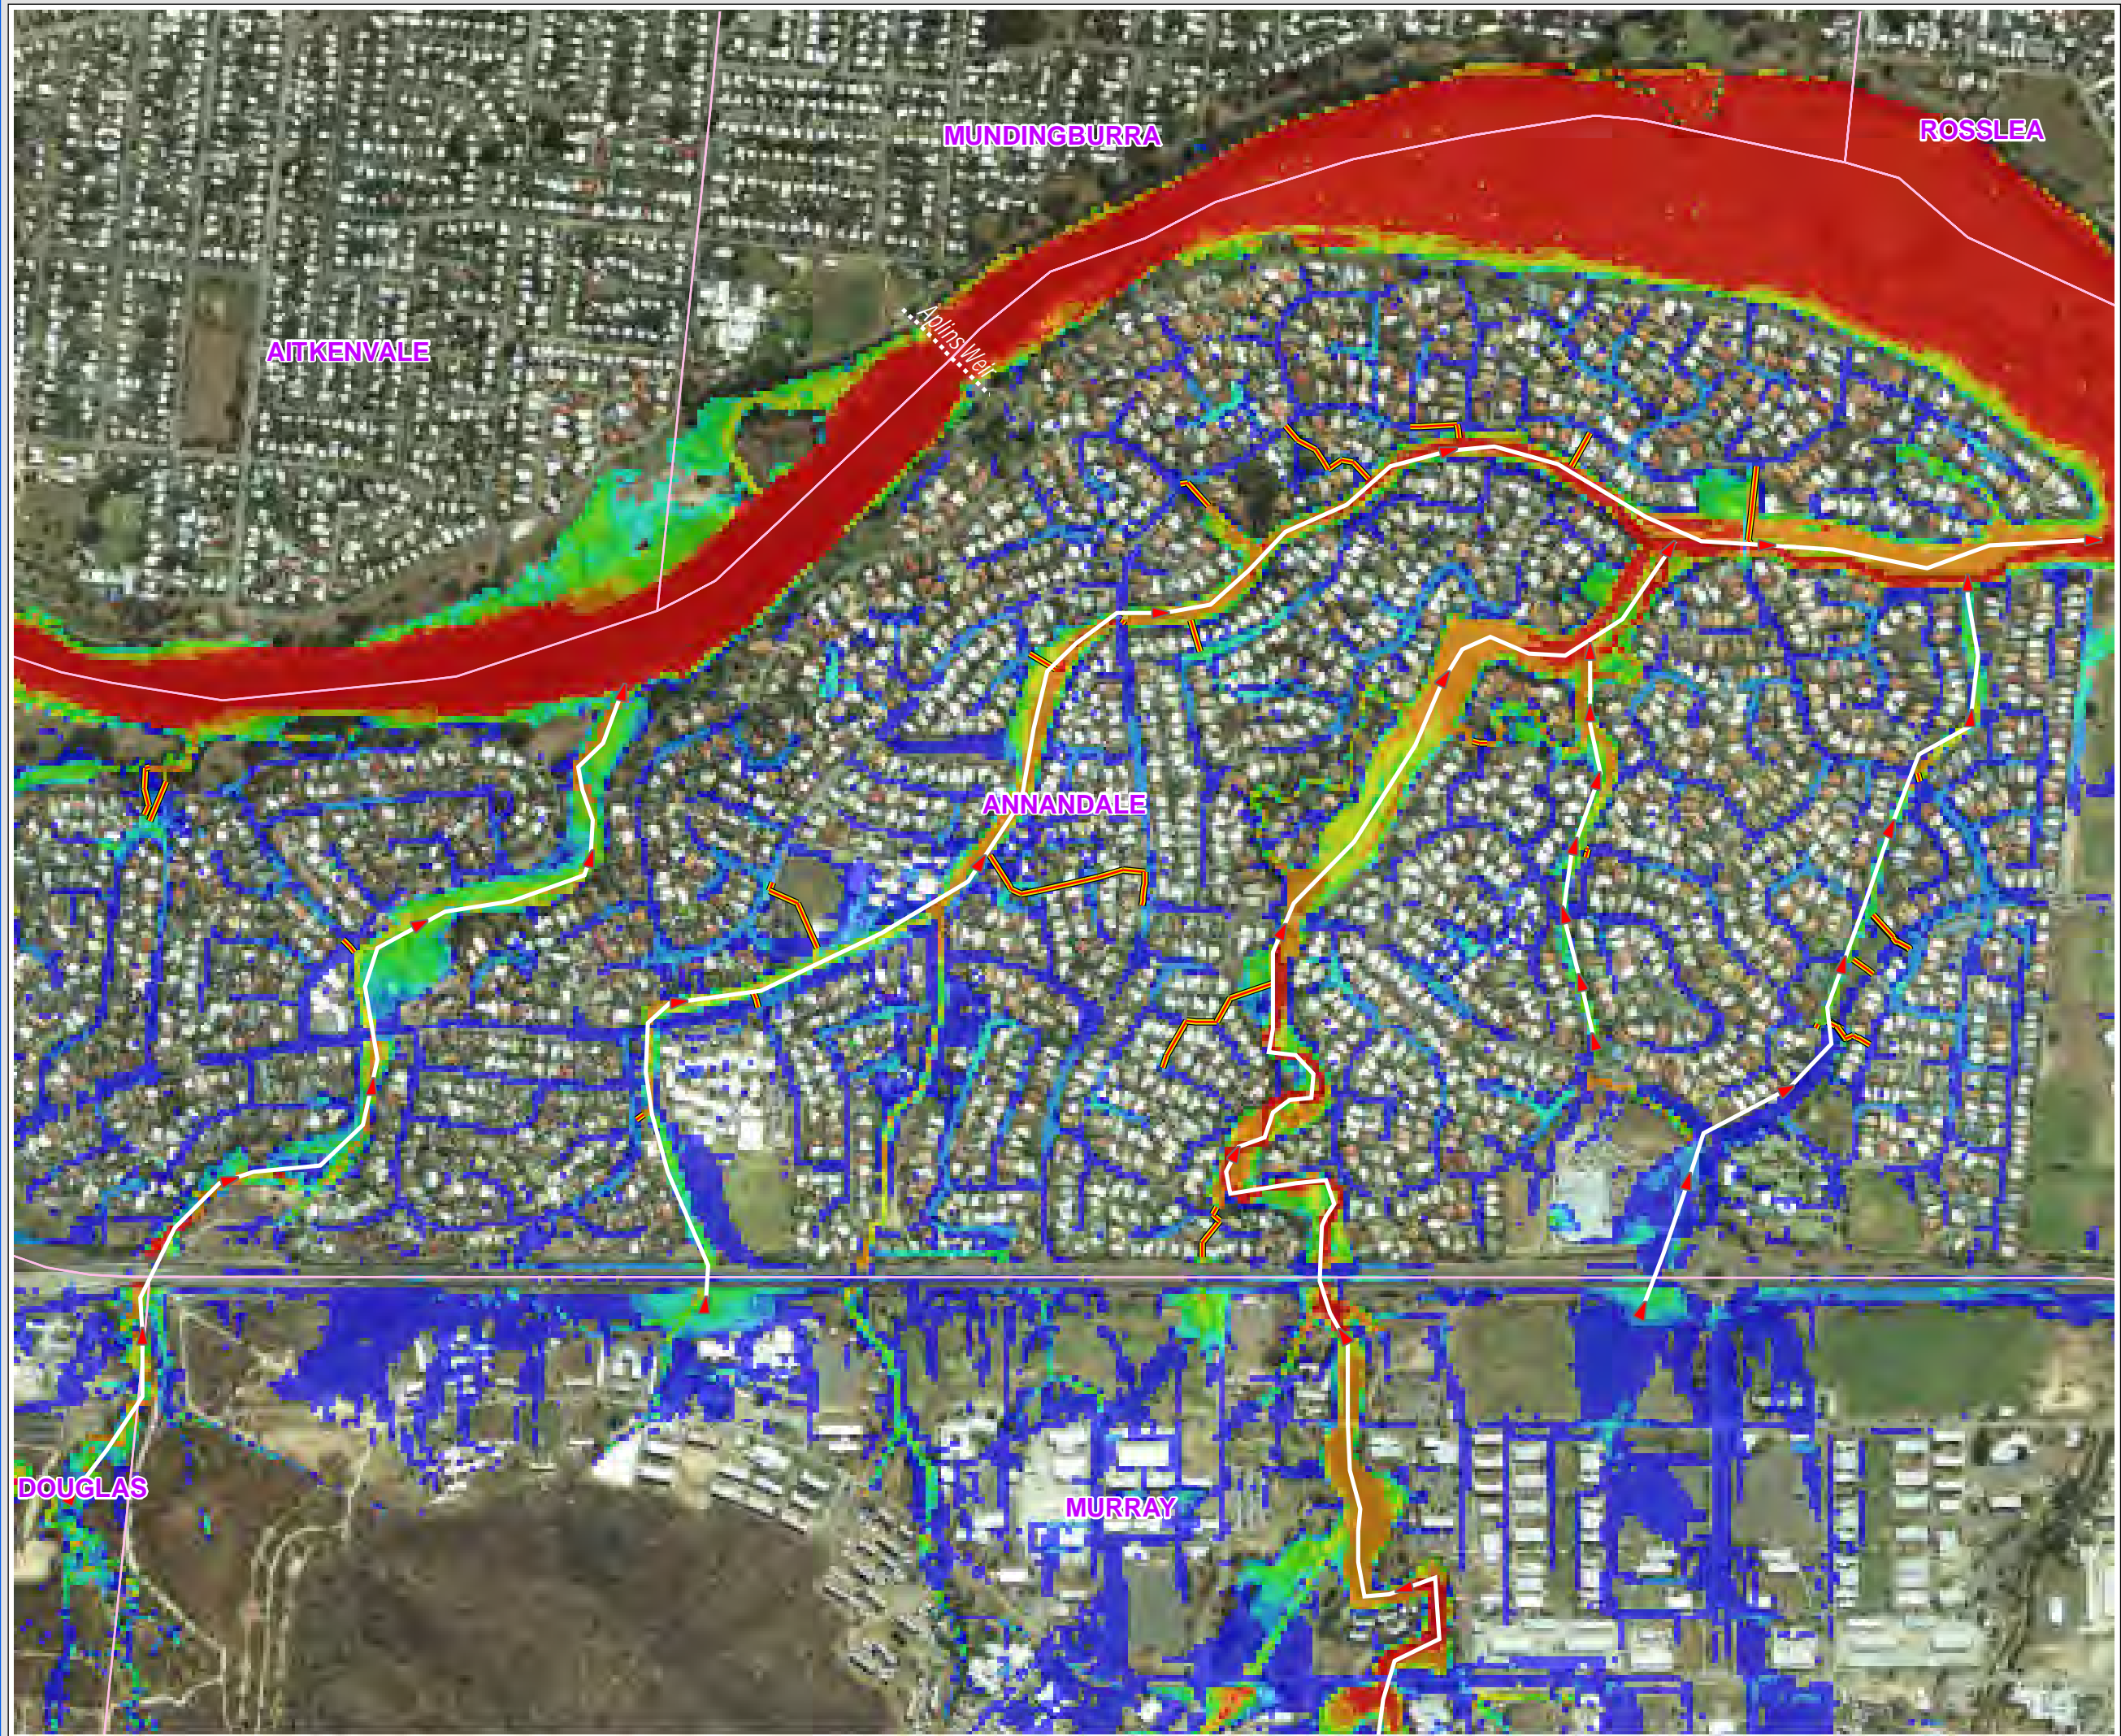 MUNDINGBURRA
ROSSLEA
Aplins Weir
AITKENVALE
ANNANDALE
DOUGLAS
MURRAY